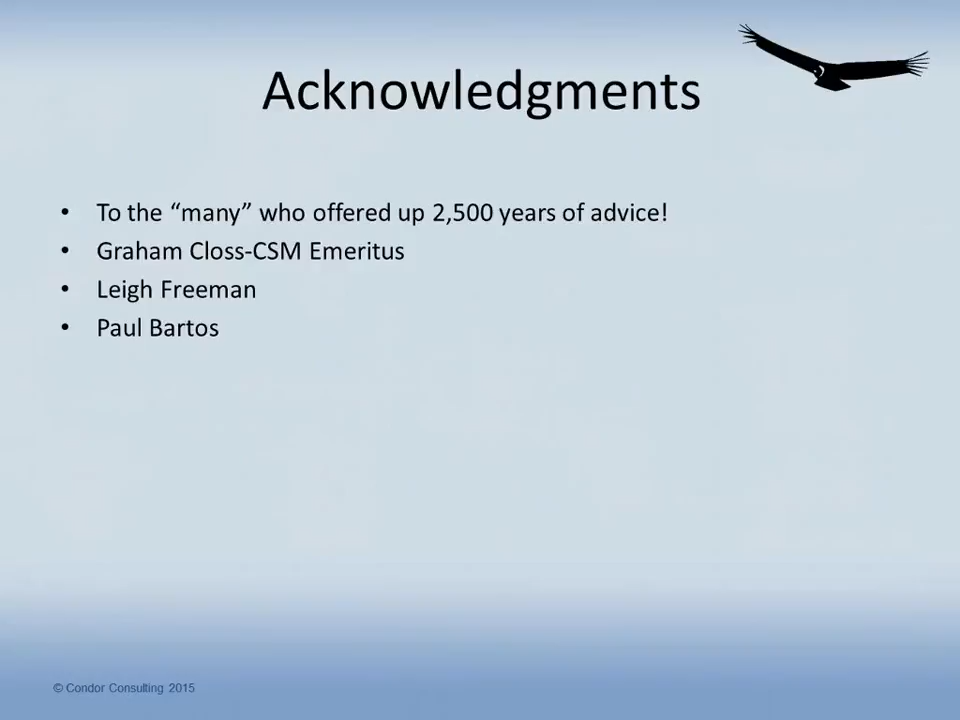 Acknowledgments
• To the “many” who offered up 2,500 years of advice!
• Graham Closs-CSM Emeritus
• Leigh Freeman
• Paul Bartos
© Condor Consulting 2015